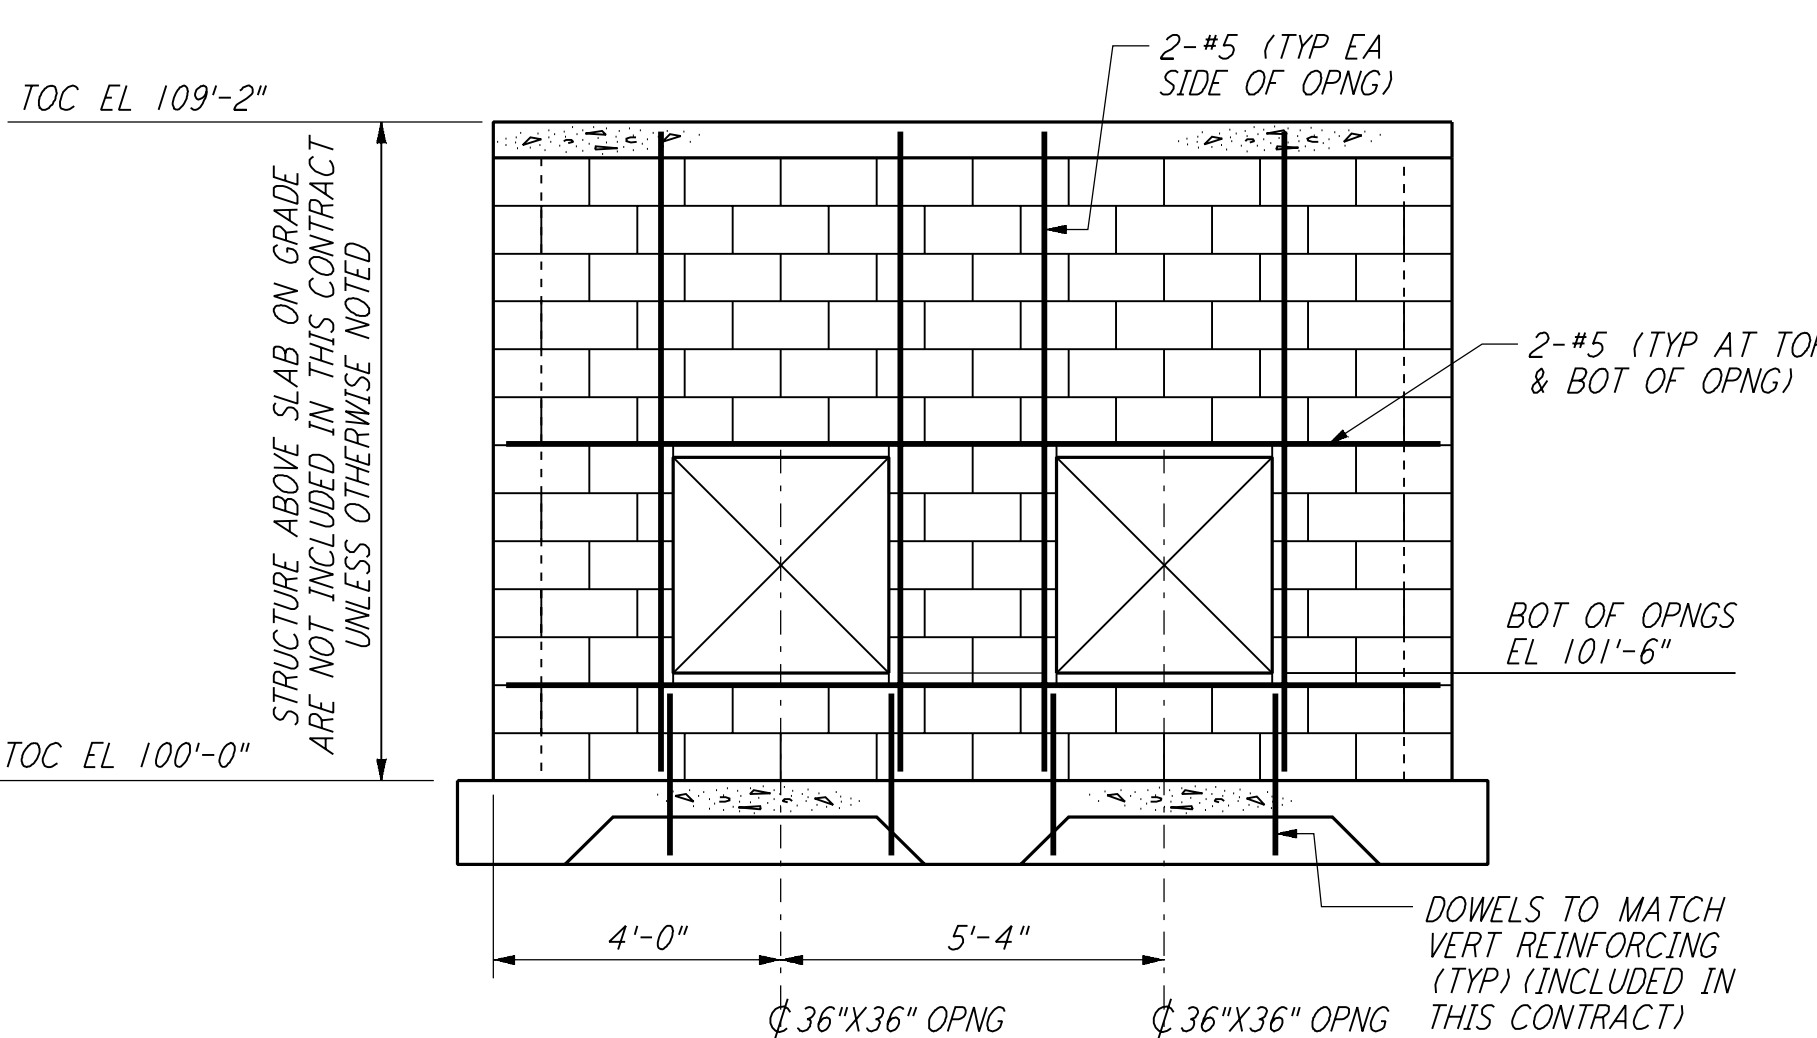 2-#5 (TYP EA
SIDE OF OPNG)
TOC EL 109'-2"
STRUCTURE ABOVE SLAB ON GRADE
ARE NOT INCLUDED IN THIS CONTRACT
UNLESS OTHERWISE NOTED
2-#5 (TYP AT TOP
& BOT OF OPNG)
BOT OF OPNGS
EL 101'-6"
TOC EL 100'-0"
DOWELS TO MATCH
VERT REINFORCING
(TYP) (INCLUDED IN
THIS CONTRACT)
4'-0"
5'-4"
℄ 36"X36" OPNG
℄ 36"X36" OPNG